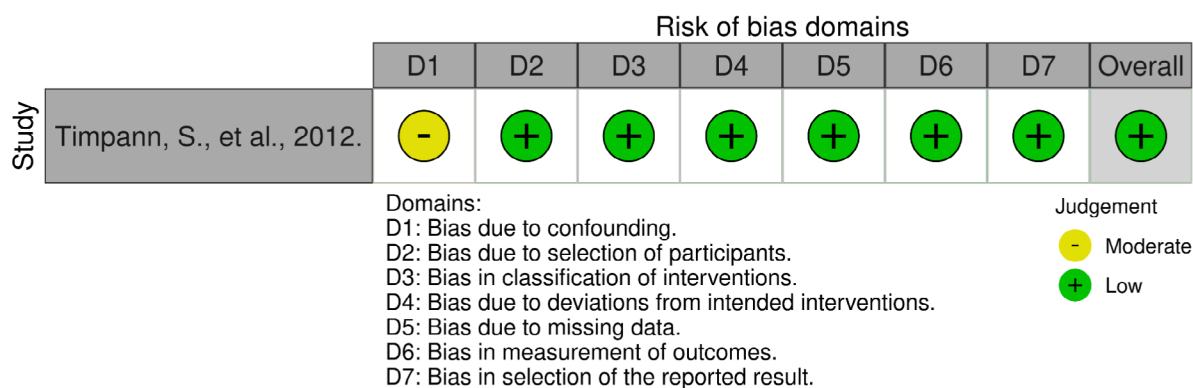 Risk of bias domains
D1 D2 D3 D4 D5 D6 D7 Overall
Study
Timpann, S., et al., 2012. - + + + + + + +
Domains:
D1: Bias due to confounding.
D2: Bias due to selection of participants.
D3: Bias in classification of interventions.
D4: Bias due to deviations from intended interventions.
D5: Bias due to missing data.
D6: Bias in measurement of outcomes.
D7: Bias in selection of the reported result.
Judgement
- Moderate
+ Low